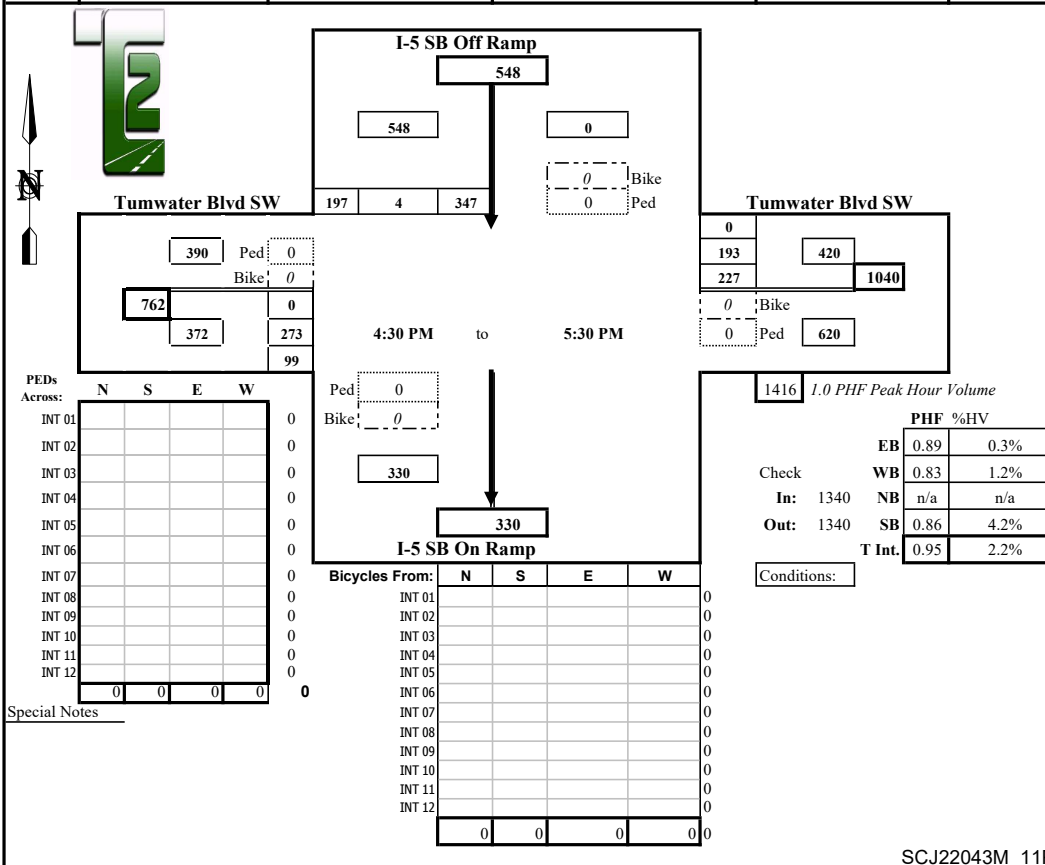 T2
I-5 SB Off Ramp
548
548 0
0 Bike
0 Ped
N
Tumwater Blvd SW 197 4 347 Tumwater Blvd SW
0
390 Ped 0 193 420
Bike 0 227 1040
762 0 0 Bike
372 273 4:30 PM to 5:30 PM 0 Ped 620
99
PEDs
Across: N S E W Ped 0 1416 1.0 PHF Peak Hour Volume
INT 01 0 Bike 0 PHF %HV
INT 02 0 EB 0.89 0.3%
INT 03 0 330 Check WB 0.83 1.2%
INT 04 0 In: 1340 NB n/a n/a
INT 05 0 330 Out: 1340 SB 0.86 4.2%
INT 06 0 I-5 SB On Ramp T Int. 0.95 2.2%
INT 07 0 Bicycles From: N S E W Conditions:
INT 08 0 INT 01 0
INT 09 0 INT 02 0
INT 10 0 INT 03 0
INT 11 0 INT 04 0
INT 12 0 INT 05 0
0 0 0 0 0 INT 06 0
Special Notes INT 07 0
INT 08 0
INT 09 0
INT 10 0
INT 11 0
INT 12 0
0 0 0 0 0
SCJ22043M_11